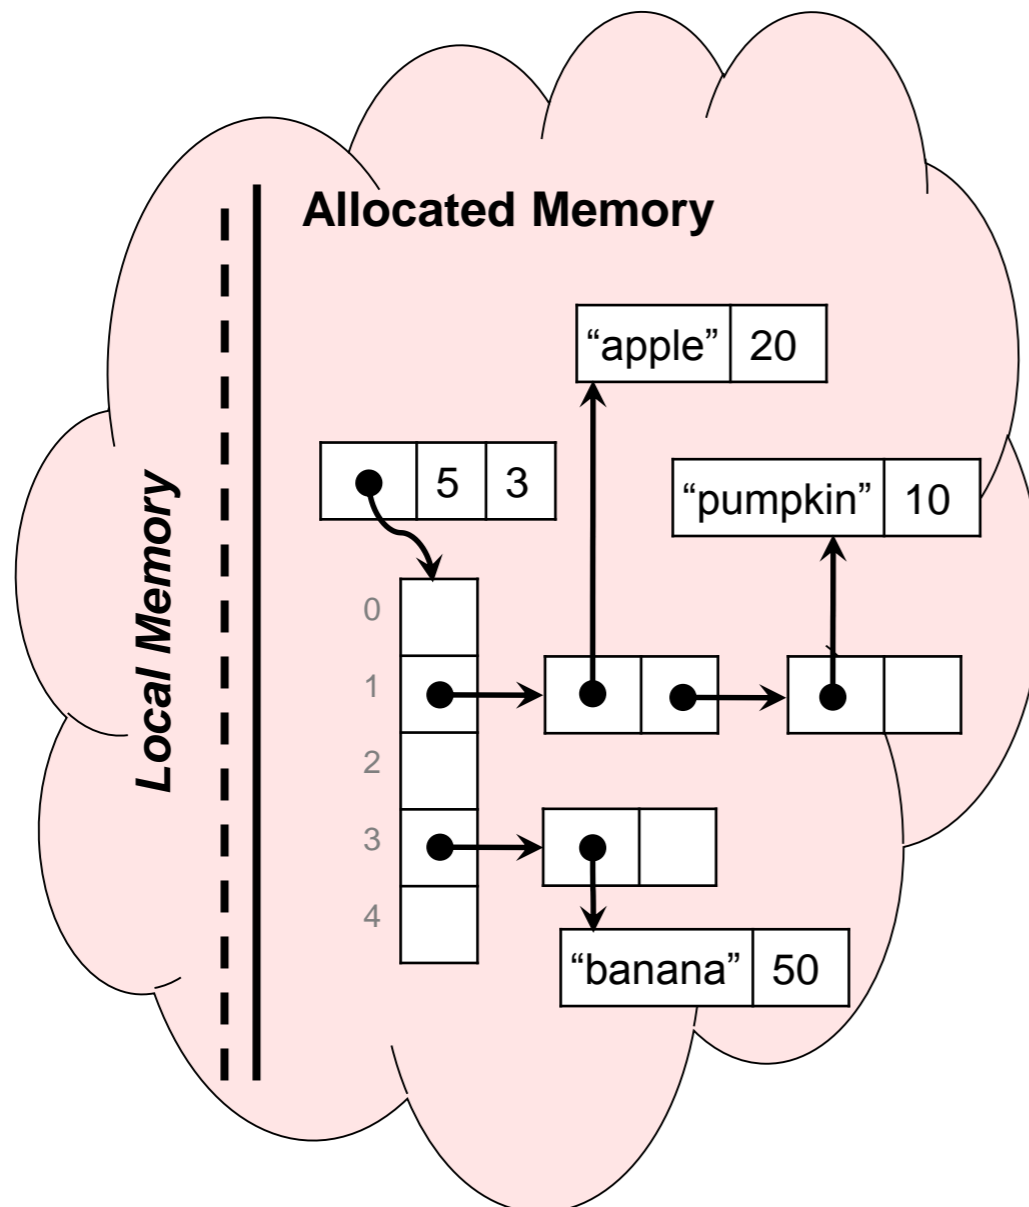 Allocated Memory
Local Memory
“apple” 20
5 3
“pumpkin” 10
0
1
2
3
4
“banana” 50